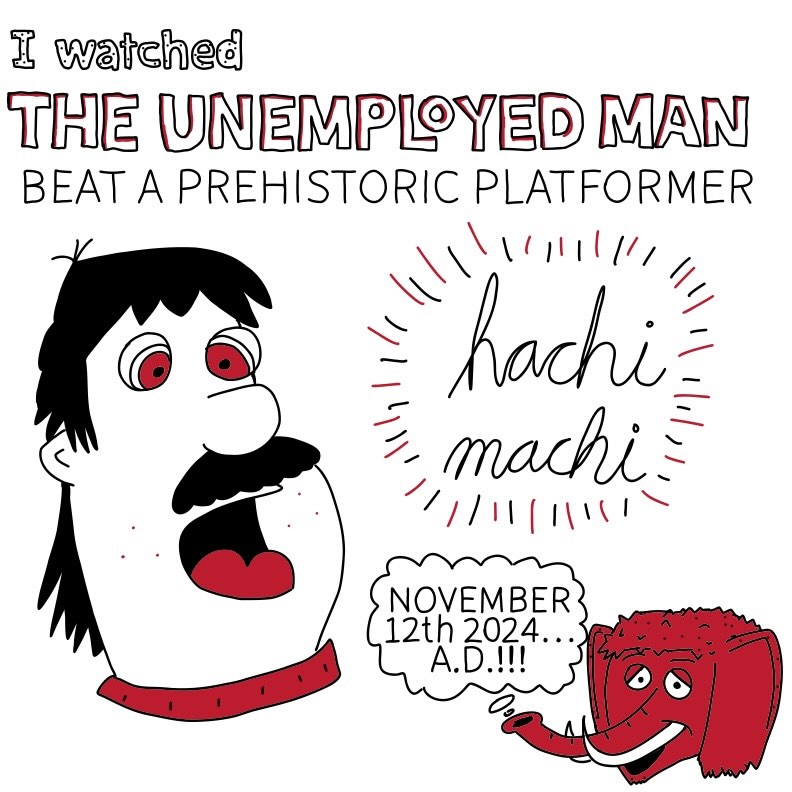 I watched
THE UNEMPLOYED MAN
BEAT A PREHISTORIC PLATFORMER
hachi
machi
NOVEMBER
12th 2024...
A.D.!!!